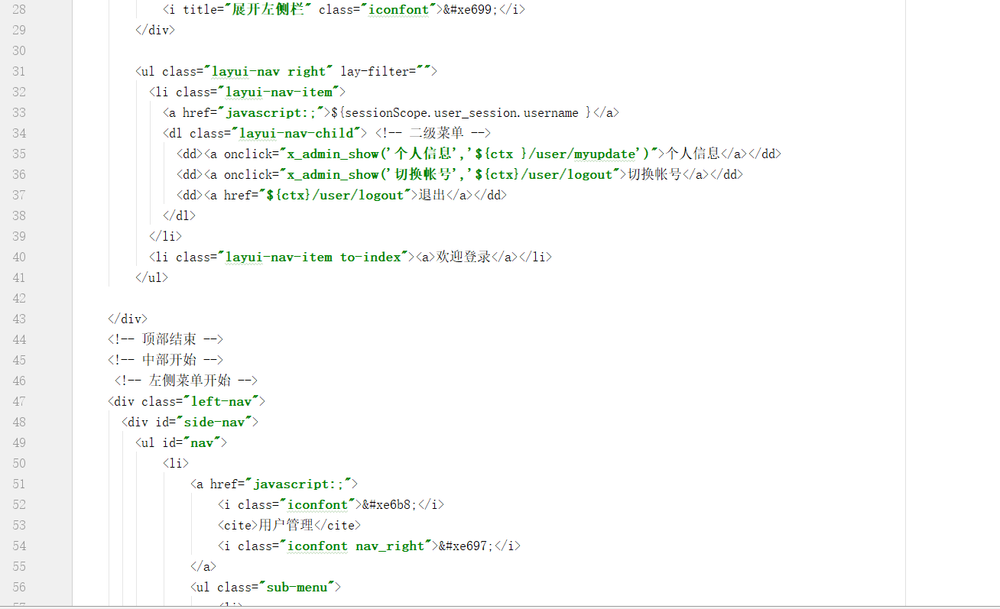 28 <i title="展开左侧栏" class="iconfont">&#xe699;</i>
29 </div>
30
31 <ul class="layui-nav right" lay-filter="">
32 <li class="layui-nav-item">
33 <a href="javascript:;">${sessionScope.user_session.username }</a>
34 <dl class="layui-nav-child"> <!-- 二级菜单 -->
35 <dd><a onclick="x_admin_show('个人信息','${ctx }/user/myupdate')">个人信息</a></dd>
36 <dd><a onclick="x_admin_show('切换帐号','${ctx}/user/logout">切换帐号</a></dd>
37 <dd><a href="${ctx}/user/logout">退出</a></dd>
38 </dl>
39 </li>
40 <li class="layui-nav-item to-index"><a>欢迎登录</a></li>
41 </ul>
42
43 </div>
44 <!-- 顶部结束 -->
45 <!-- 中部开始 -->
46 <!-- 左侧菜单开始 -->
47 <div class="left-nav">
48 <div id="side-nav">
49 <ul id="nav">
50 <li>
51 <a href="javascript:;">
52 <i class="iconfont">&#xe6b8;</i>
53 <cite>用户管理</cite>
54 <i class="iconfont nav_right">&#xe697;</i>
55 </a>
56 <ul class="sub-menu">